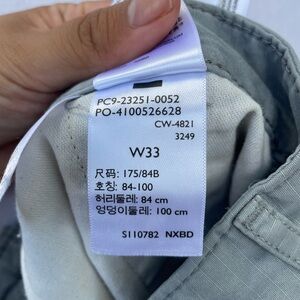 PC9-23251-0052
PO-4100526628
CW-4821
3249
W33
尺码: 175/84B
호칭: 84-100
허리둘레: 84 cm
엉덩이둘레: 100 cm
S110782 NXBD